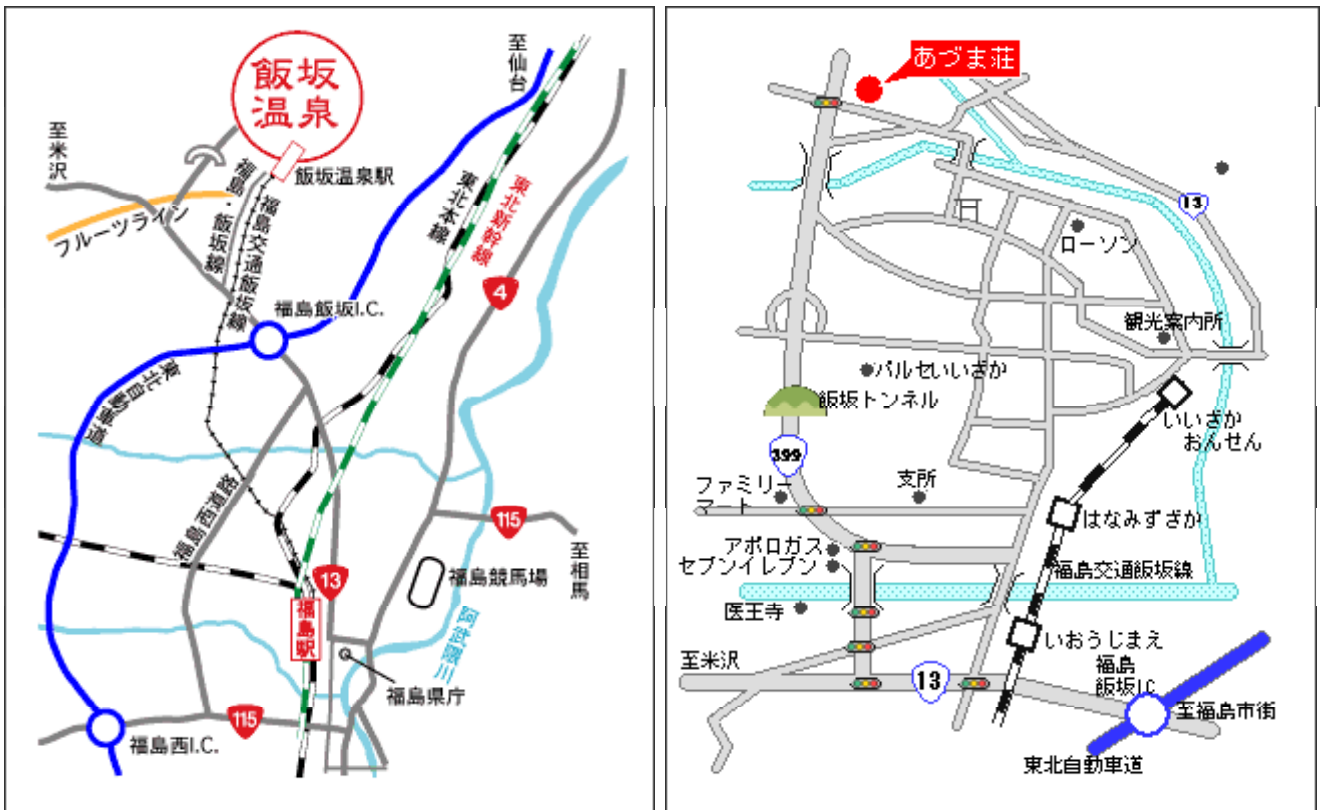 飯坂
温泉
至仙台
至米沢
飯坂温泉駅
フルーツライン
福島・飯坂線
福島交通飯坂線
東北本線
東北新幹線
4
福島飯坂I.C.
東北自動車道
福島西道路
115
至相馬
13
福島競馬場
福島駅
阿武隈川
福島県庁
115
福島西I.C.
あづま荘
13
ローソン
観光案内所
パルセいいざか
飯坂トンネル
いいざか
おんせん
399
ファミリー
マート
支所
はなみずざか
アポロガス
セブンイレブン
福島交通飯坂線
医王寺
いおうじまえ
至米沢
13
福島
飯坂IC
至福島市街
東北自動車道